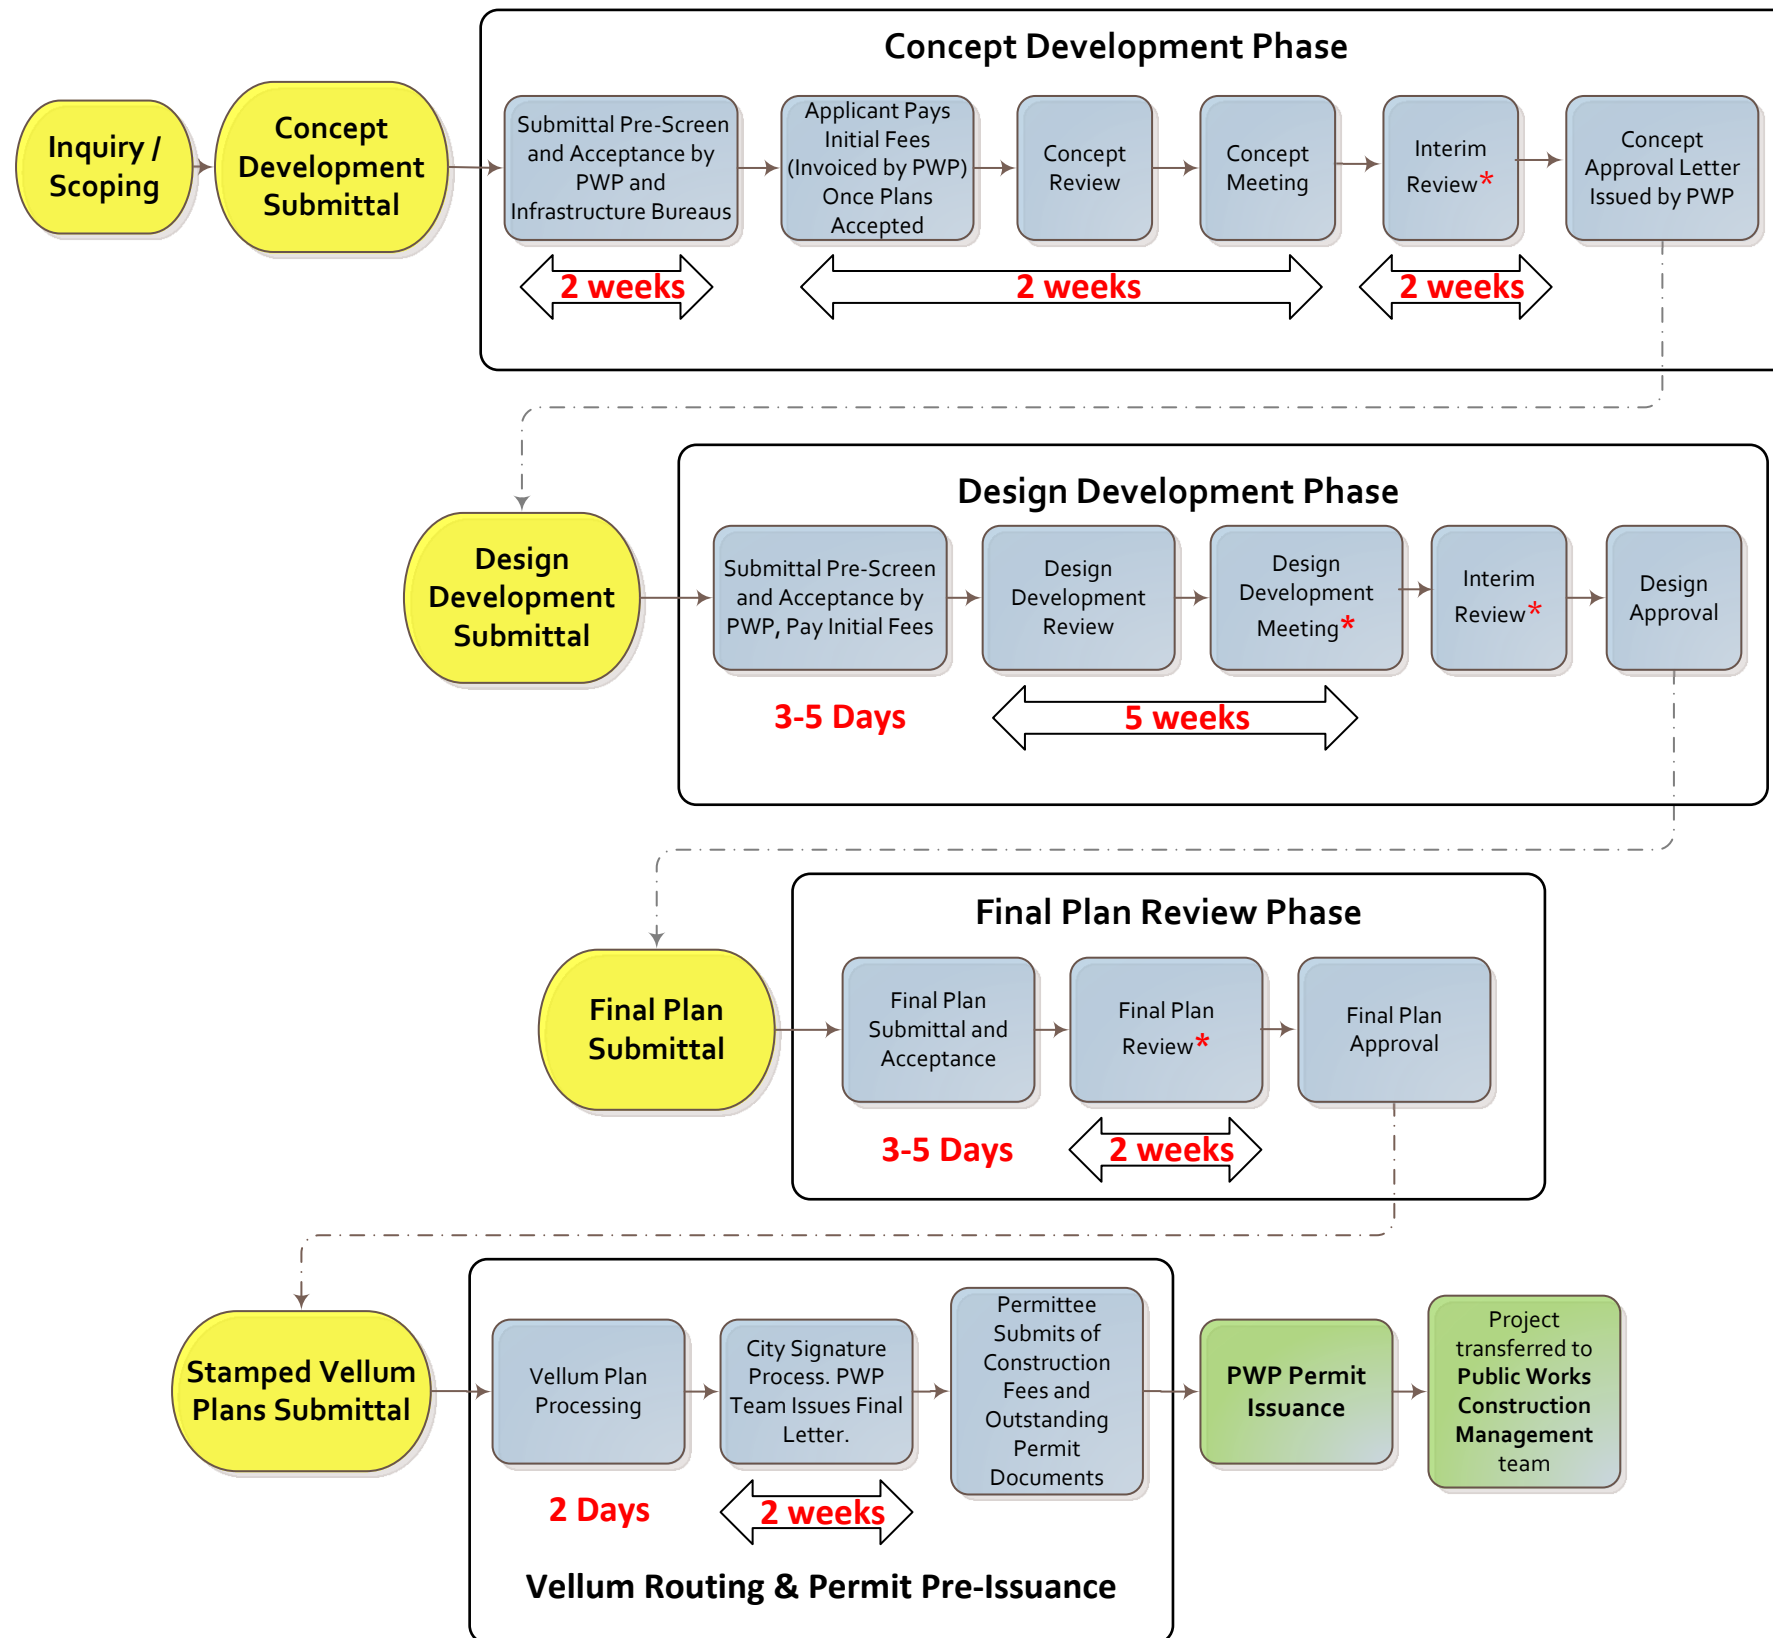 Concept Development Phase
Inquiry /
Scoping
Concept
Development
Submittal
Submittal Pre-Screen
and Acceptance by
PWP and
Infrastructure Bureaus
Applicant Pays
Initial Fees
(Invoiced by PWP)
Once Plans
Accepted
Concept
Review
Concept
Meeting
Interim
Review*
Concept
Approval Letter
Issued by PWP
2 weeks
2 weeks
2 weeks
Design Development Phase
Design
Development
Submittal
Submittal Pre-Screen
and Acceptance by
PWP, Pay Initial Fees
Design
Development
Review
Design
Development
Meeting*
Interim
Review*
Design
Approval
3-5 Days
5 weeks
Final Plan Review Phase
Final Plan
Submittal
Final Plan
Submittal and
Acceptance
Final Plan
Review*
Final Plan
Approval
3-5 Days
2 weeks
Stamped Vellum
Plans Submittal
Vellum Plan
Processing
City Signature
Process. PWP
Team Issues Final
Letter.
Permittee
Submits of
Construction
Fees and
Outstanding
Permit
Documents
PWP Permit
Issuance
Project
transferred to
Public Works
Construction
Management
team
2 Days
2 weeks
Vellum Routing & Permit Pre-Issuance